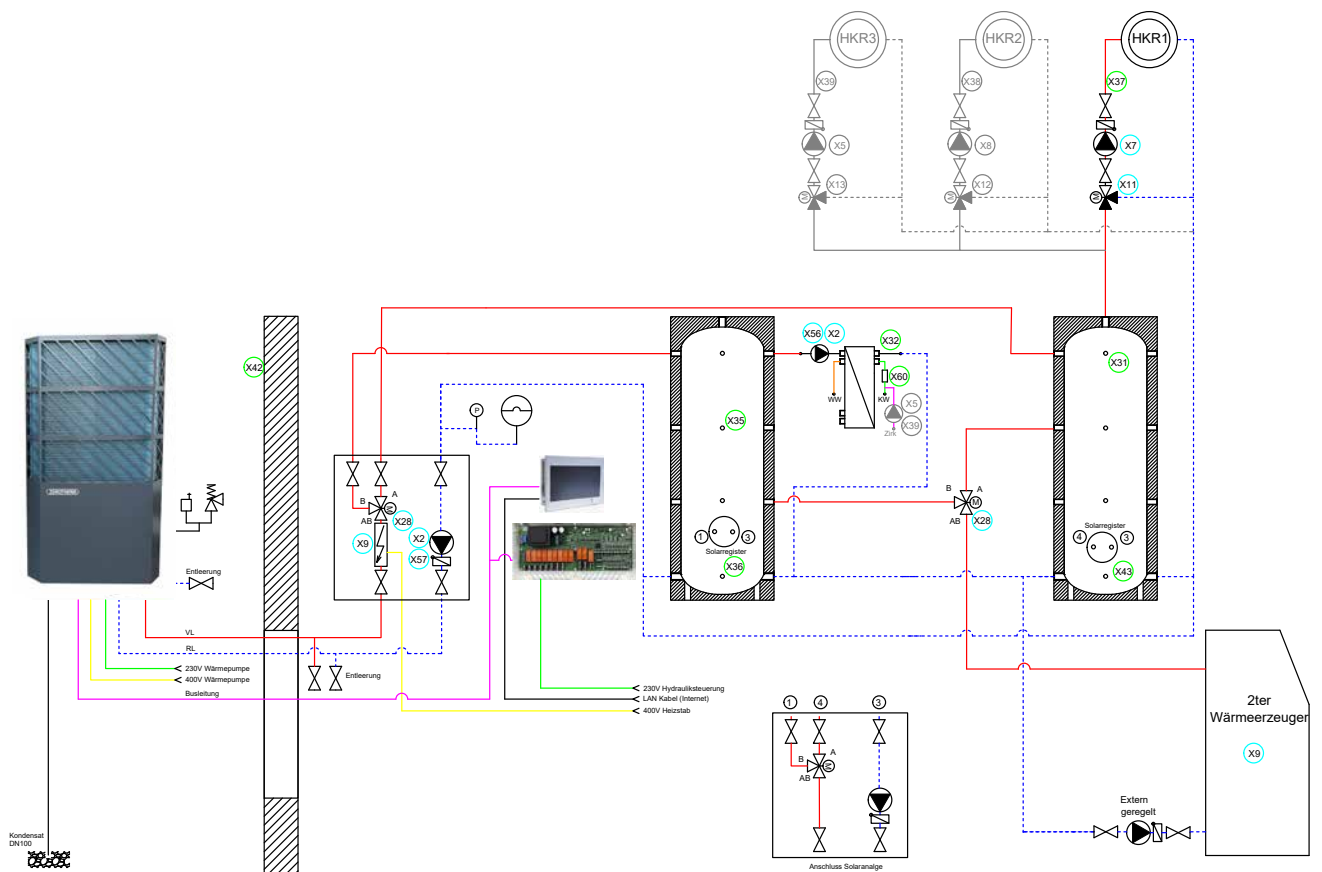 HKR3
HKR2
HKR1
X39
X38
X37
X5
X8
X7
X13
X12
X11
M
M
M
X42
X56
X2
X32
X31
X60
WW
KW
X5
X39
Zirk
X35
P
B
A
M
AB
X28
X9
X2
X57
B
A
M
AB
X28
1
3
Solarregister
X36
4
3
Solarregister
X43
Entleerung
VL
RL
230V Wärmepumpe
400V Wärmepumpe
Busleitung
Entleerung
230V Hydrauliksteuerung
LAN Kabel (Internet)
400V Heizstab
1
4
3
A
B
M
AB
Anschluss Solaranalge
2ter
Wärmeerzeuger
X9
Extern
geregelt
Kondensat
DN100